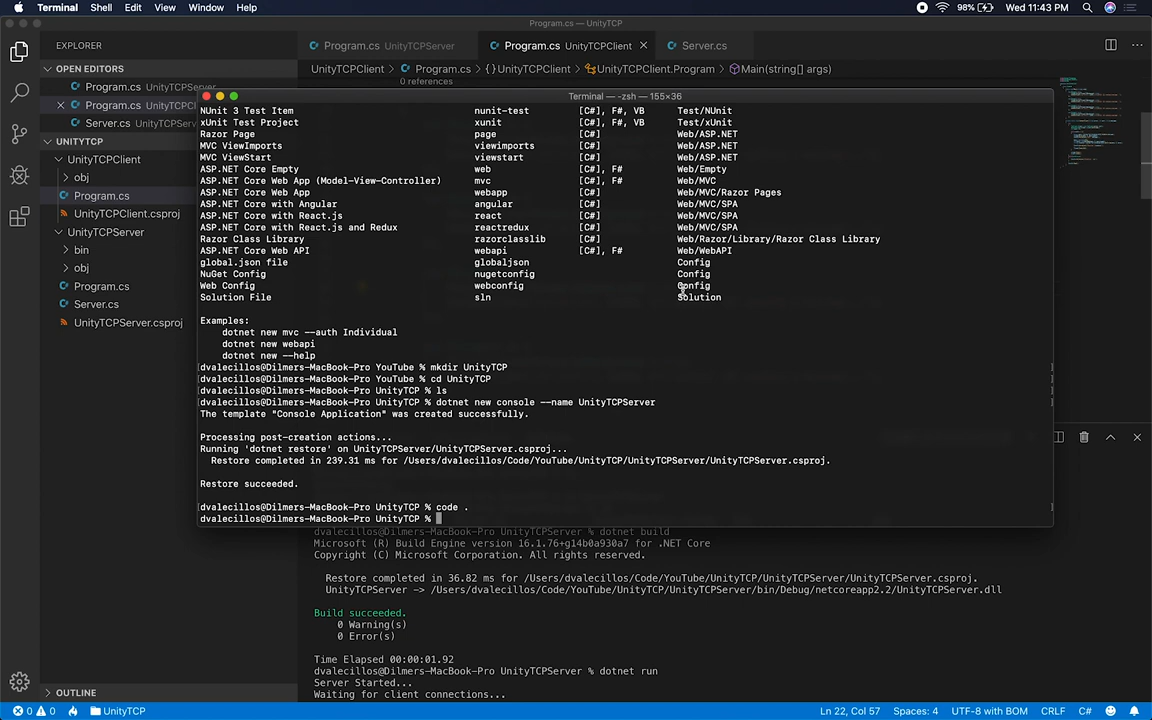 Terminal Shell Edit View Window Help 98% Wed 11:43 PM
Program.cs — UnityTCP
EXPLORER
Program.cs UnityTCPServer
Program.cs UnityTCPClient
Server.cs
OPEN EDITORS
UnityTCPClient > Program.cs > {} UnityTCPClient > UnityTCPClient.Program > Main(string[] args)
0 references
Program.cs UnityTCPServer
Program.cs UnityTCPCl
Server.cs UnityTCPServ
UNITYTCP
UnityTCPClient
obj
Program.cs
UnityTCPClient.csproj
UnityTCPServer
bin
obj
Program.cs
Server.cs
UnityTCPServer.csproj
Terminal — -zsh — 155×36
NUnit 3 Test Item nunit-test [C#], F#, VB Test/NUnit
xUnit Test Project xunit [C#], F#, VB Test/xUnit
Razor Page page [C#] Web/ASP.NET
MVC ViewImports viewimports [C#] Web/ASP.NET
MVC ViewStart viewstart [C#] Web/ASP.NET
ASP.NET Core Empty web [C#], F# Web/Empty
ASP.NET Core Web App (Model-View-Controller) mvc [C#], F# Web/MVC
ASP.NET Core Web App webapp [C#] Web/MVC/Razor Pages
ASP.NET Core with Angular angular [C#] Web/MVC/SPA
ASP.NET Core with React.js react [C#] Web/MVC/SPA
ASP.NET Core with React.js and Redux reactredux [C#] Web/MVC/SPA
Razor Class Library razorclasslib [C#] Web/Razor/Library/Razor Class Library
ASP.NET Core Web API webapi [C#], F# Web/WebAPI
global.json file globaljson Config
NuGet Config nugetconfig Config
Web Config webconfig Config
Solution File sln Solution
Examples:
dotnet new mvc --auth Individual
dotnet new webapi
dotnet new --help
[dvalecillos@Dilmers-MacBook-Pro YouTube % mkdir UnityTCP ]
[dvalecillos@Dilmers-MacBook-Pro YouTube % cd UnityTCP ]
[dvalecillos@Dilmers-MacBook-Pro UnityTCP % ls ]
[dvalecillos@Dilmers-MacBook-Pro UnityTCP % dotnet new console --name UnityTCPServer ]
The template "Console Application" was created successfully.
Processing post-creation actions...
Running 'dotnet restore' on UnityTCPServer/UnityTCPServer.csproj...
Restore completed in 239.31 ms for /Users/dvalecillos/Code/YouTube/UnityTCP/UnityTCPServer/UnityTCPServer.csproj.
Restore succeeded.
[dvalecillos@Dilmers-MacBook-Pro UnityTCP % code . ]
dvalecillos@Dilmers-MacBook-Pro UnityTCP %
dvalecillos@Dilmers-MacBook-Pro UnityTCPServer % dotnet build
Microsoft (R) Build Engine version 16.1.76+g14b0a930a7 for .NET Core
Copyright (C) Microsoft Corporation. All rights reserved.
Restore completed in 36.82 ms for /Users/dvalecillos/Code/YouTube/UnityTCP/UnityTCPServer/UnityTCPServer.csproj.
UnityTCPServer -> /Users/dvalecillos/Code/YouTube/UnityTCP/UnityTCPServer/bin/Debug/netcoreapp2.2/UnityTCPServer.dll
Build succeeded.
0 Warning(s)
0 Error(s)
Time Elapsed 00:00:01.92
dvalecillos@Dilmers-MacBook-Pro UnityTCPServer % dotnet run
Server Started...
Waiting for client connections...
OUTLINE
0 0 UnityTCP Ln 22, Col 57 Spaces: 4 UTF-8 with BOM CRLF C#